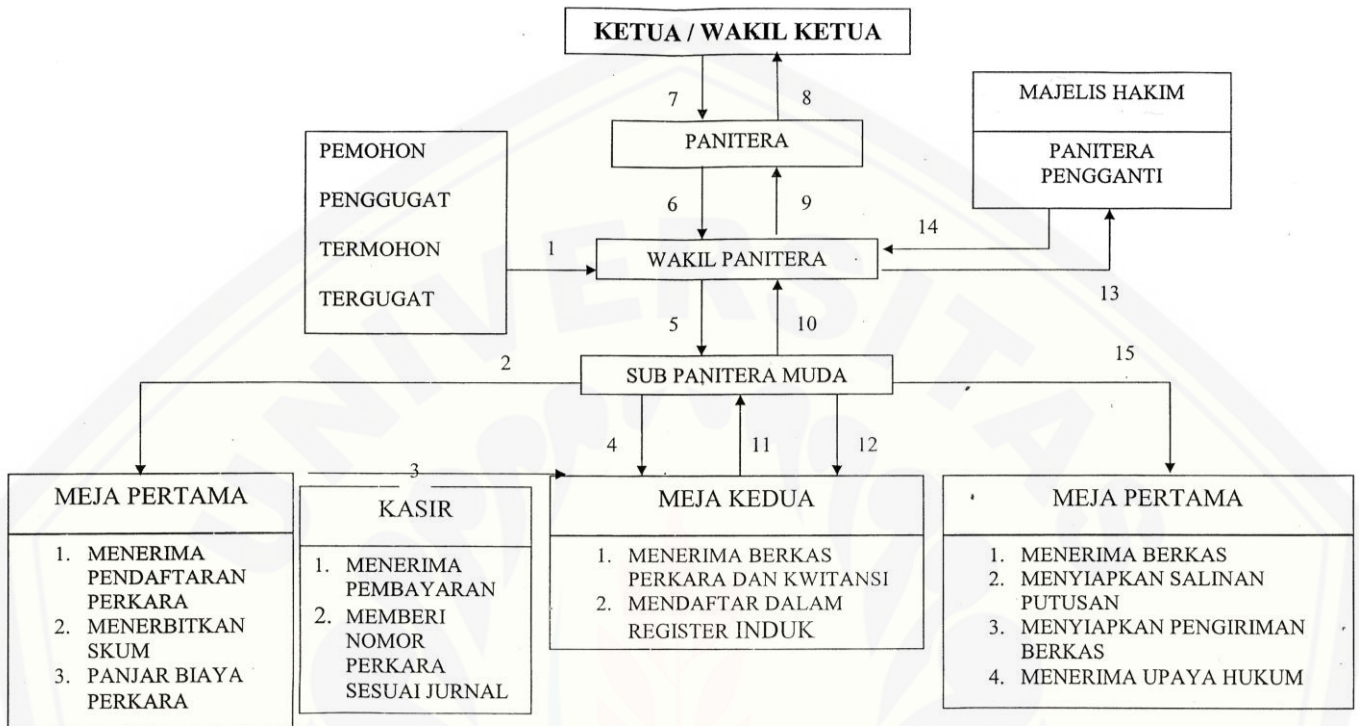 KETUA / WAKIL KETUA
7
8
PANITERA
MAJELIS HAKIM
PANITERA
PENGGANTI
PEMOHON
PENGGUGAT
TERMOHON
TERGUGAT
6
9
14
1
WAKIL PANITERA
13
5
10
2
15
SUB PANITERA MUDA
4
11
12
3
MEJA PERTAMA
1. MENERIMA
PENDAFTARAN
PERKARA
2. MENERBITKAN
SKUM
3. PANJAR BIAYA
PERKARA
KASIR
1. MENERIMA
PEMBAYARAN
2. MEMBERI
NOMOR
PERKARA
SESUAI JURNAL
MEJA KEDUA
1. MENERIMA BERKAS
PERKARA DAN KWITANSI
2. MENDAFTAR DALAM
REGISTER INDUK
MEJA PERTAMA
1. MENERIMA BERKAS
2. MENYIAPKAN SALINAN
PUTUSAN
3. MENYIAPKAN PENGIRIMAN
BERKAS
4. MENERIMA UPAYA HUKUM
UNIVERSITAS